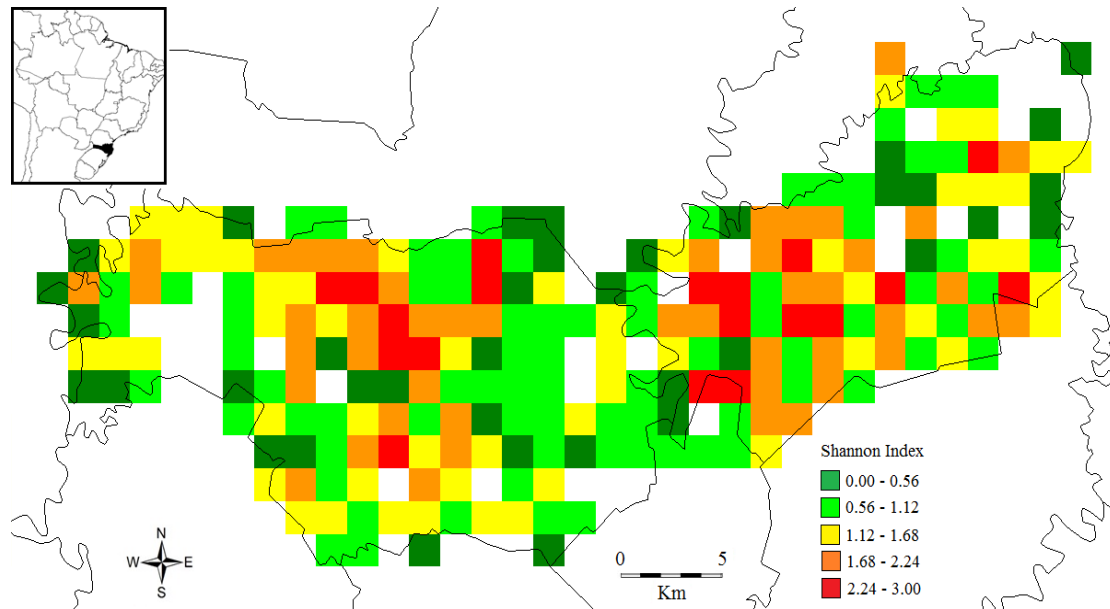 Shannon Index
0.00 - 0.56
0.56 - 1.12
1.12 - 1.68
1.68 - 2.24
2.24 - 3.00
N
W E
S
0 5
Km